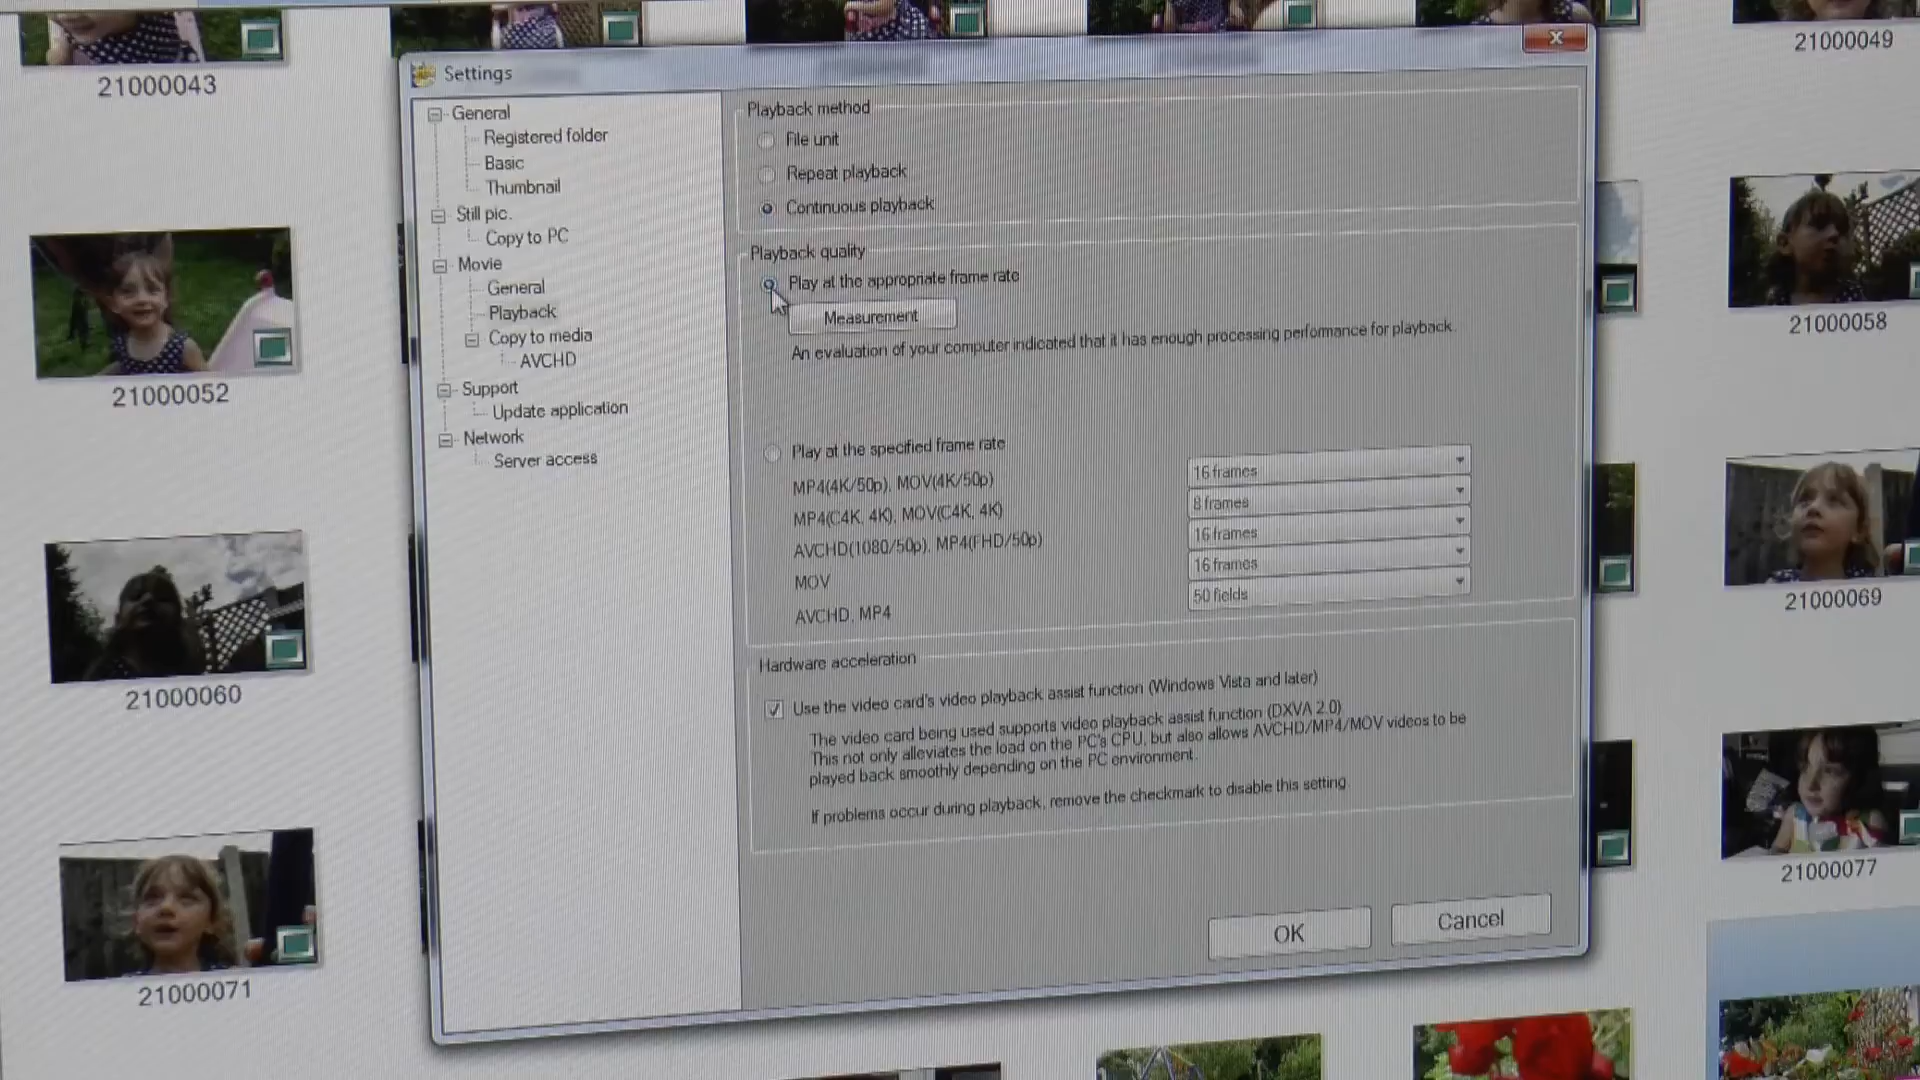 21000049
21000043
Settings
General
Registered folder
Basic
Thumbnail
Still pic.
Copy to PC
Movie
General
Playback
Copy to media
AVCHD
Support
Update application
Network
Server access
Playback method
File unit
Repeat playback
Continuous playback
Playback quality
Play at the appropriate frame rate
Measurement
An evaluation of your computer indicated that it has enough processing performance for playback.
Play at the specified frame rate
MP4(4K/50p), MOV(4K/50p)
16 frames
MP4(C4K, 4K), MOV(C4K, 4K)
8 frames
AVCHD(1080/50p), MP4(FHD/50p)
16 frames
MOV
16 frames
AVCHD, MP4
50 fields
Hardware acceleration
Use the video card's video playback assist function (Windows Vista and later)
The video card being used supports video playback assist function (DXVA 2.0)
This not only alleviates the load on the PC's CPU, but also allows AVCHD/MP4/MOV videos to be
played back smoothly depending on the PC environment.
If problems occur during playback, remove the checkmark to disable this setting.
OK
Cancel
21000052
21000058
21000060
21000069
21000071
21000077